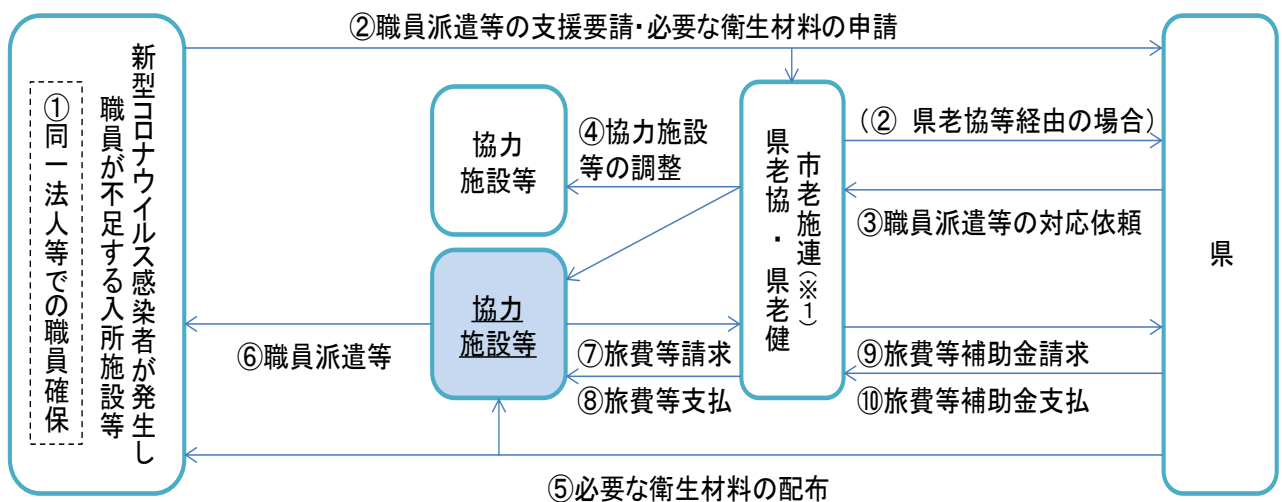 ②職員派遣等の支援要請・必要な衛生材料の申請
新型コロナウイルス感染者が発生し
職員が不足する入所施設等
①同一法人等での職員確保
協力
施設等
④協力施設
等の調整
市老施連(※1)
県老協・県老健
(② 県老協等経由の場合)
③職員派遣等の対応依頼
県
協力
施設等
⑥職員派遣等
⑦旅費等請求
⑧旅費等支払
⑨旅費等補助金請求
⑩旅費等補助金支払
⑤必要な衛生材料の配布